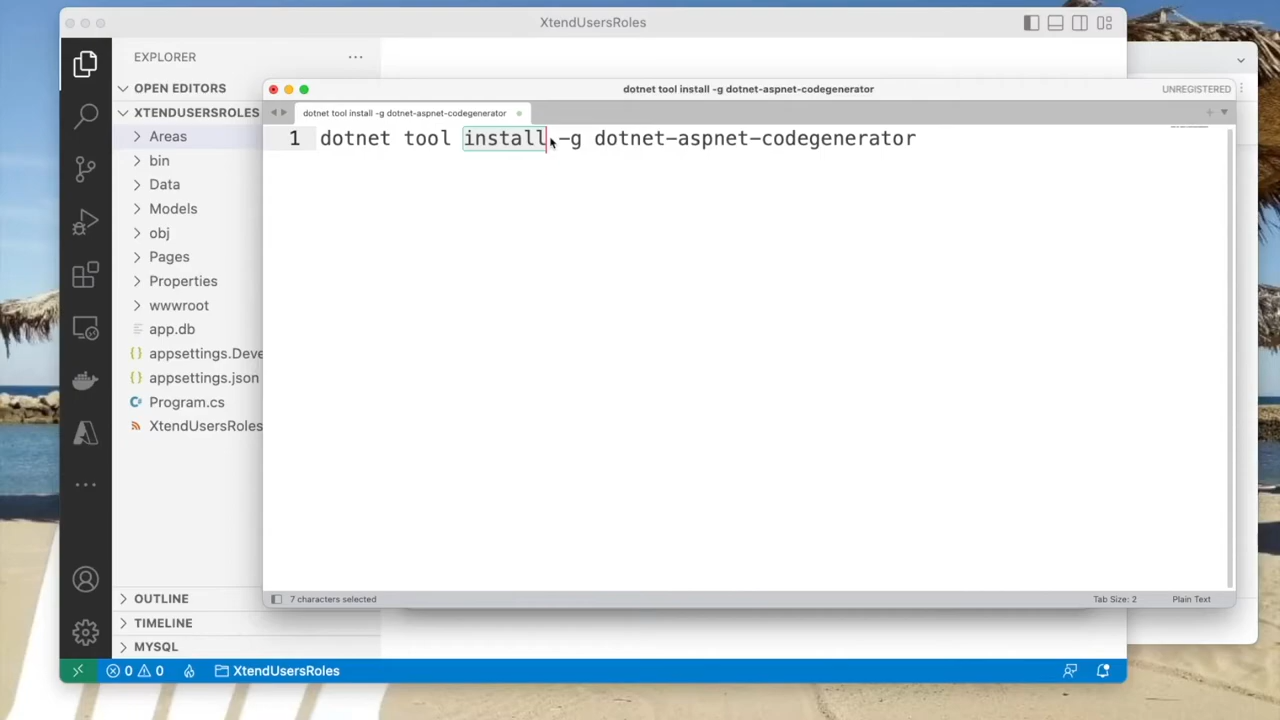 XtendUsersRoles
EXPLORER
OPEN EDITORS
XTENDUSERSROLES
Areas
bin
Data
Models
obj
Pages
Properties
wwwroot
app.db
appsettings.Deve
appsettings.json
Program.cs
XtendUsersRoles
OUTLINE
TIMELINE
MYSQL
0 0 XtendUsersRoles
dotnet tool install -g dotnet-aspnet-codegenerator
UNREGISTERED
dotnet tool install -g dotnet-aspnet-codegenerator
1 dotnet tool install -g dotnet-aspnet-codegenerator
7 characters selected
Tab Size: 2
Plain Text